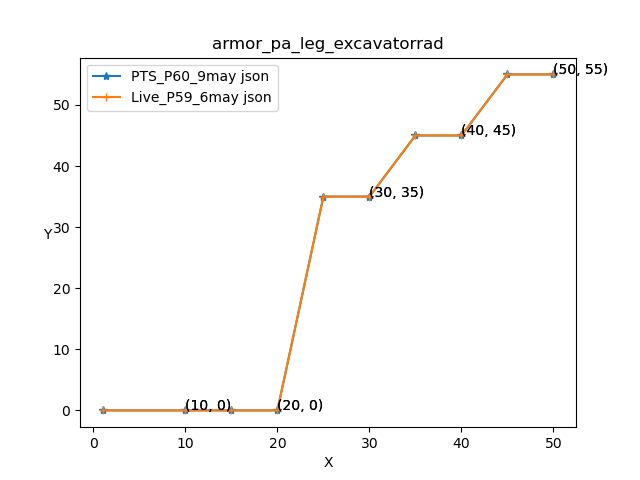 armor_pa_leg_excavatorrad
PTS_P60_9may json
Live_P59_6may json
(50, 55)
(40, 45)
(30, 35)
(10, 0)
(20, 0)
Y
50
40
30
20
10
0
0 10 20 30 40 50
X